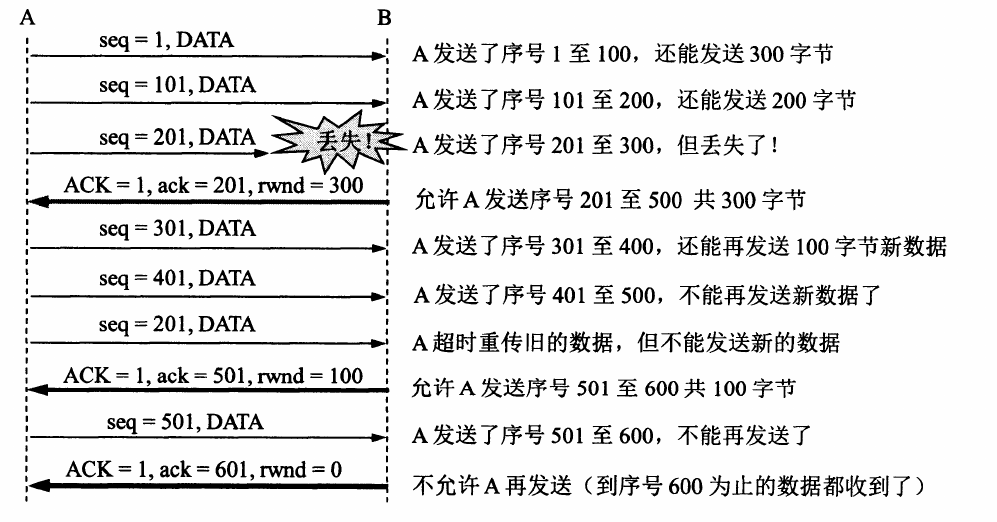 A B
seq = 1, DATA A 发送了序号 1 至 100，还能发送 300 字节
seq = 101, DATA A 发送了序号 101 至 200，还能发送 200 字节
seq = 201, DATA 丢失！ A 发送了序号 201 至 300，但丢失了！
ACK = 1, ack = 201, rwnd = 300 允许 A 发送序号 201 至 500 共 300 字节
seq = 301, DATA A 发送了序号 301 至 400，还能再发送 100 字节新数据
seq = 401, DATA A 发送了序号 401 至 500，不能再发送新数据了
seq = 201, DATA A 超时重传旧的数据，但不能发送新的数据
ACK = 1, ack = 501, rwnd = 100 允许 A 发送序号 501 至 600 共 100 字节
seq = 501, DATA A 发送了序号 501 至 600，不能再发送了
ACK = 1, ack = 601, rwnd = 0 不允许 A 再发送（到序号 600 为止的数据都收到了）